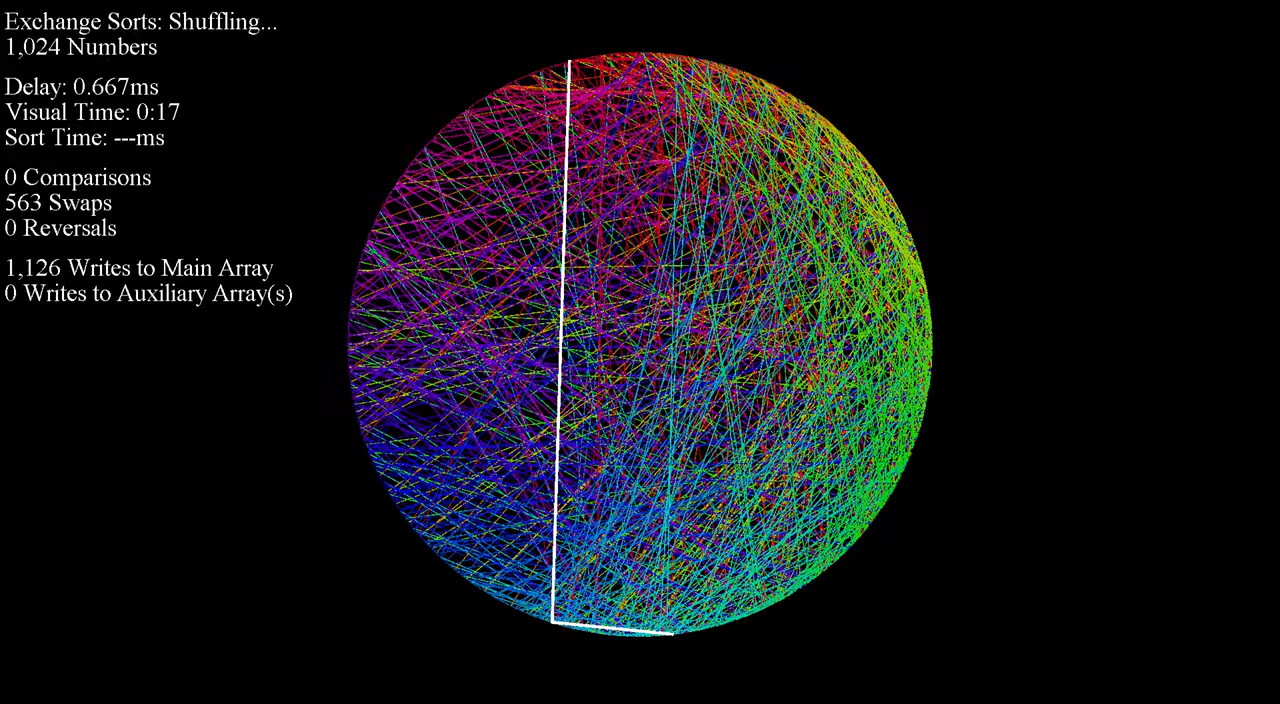 Exchange Sorts: Shuffling...
1,024 Numbers
Delay: 0.667ms
Visual Time: 0:17
Sort Time: ---ms
0 Comparisons
563 Swaps
0 Reversals
1,126 Writes to Main Array
0 Writes to Auxiliary Array(s)